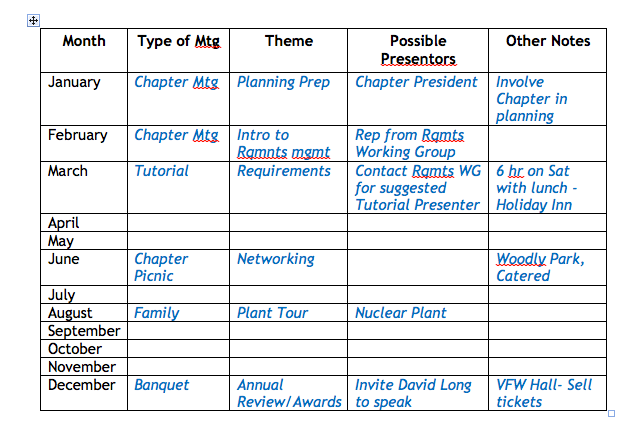 Month Type of Mtg Theme Possible Presentors Other Notes
January Chapter Mtg Planning Prep Chapter President Involve Chapter in planning
February Chapter Mtg Intro to Rqmnts mgmt Rep from Rqmts Working Group
March Tutorial Requirements Contact Rqmts WG for suggested Tutorial Presenter 6 hr on Sat with lunch - Holiday Inn
April
May
June Chapter Picnic Networking Woodly Park, Catered
July
August Family Plant Tour Nuclear Plant
September
October
November
December Banquet Annual Review/Awards Invite David Long to speak VFW Hall- Sell tickets